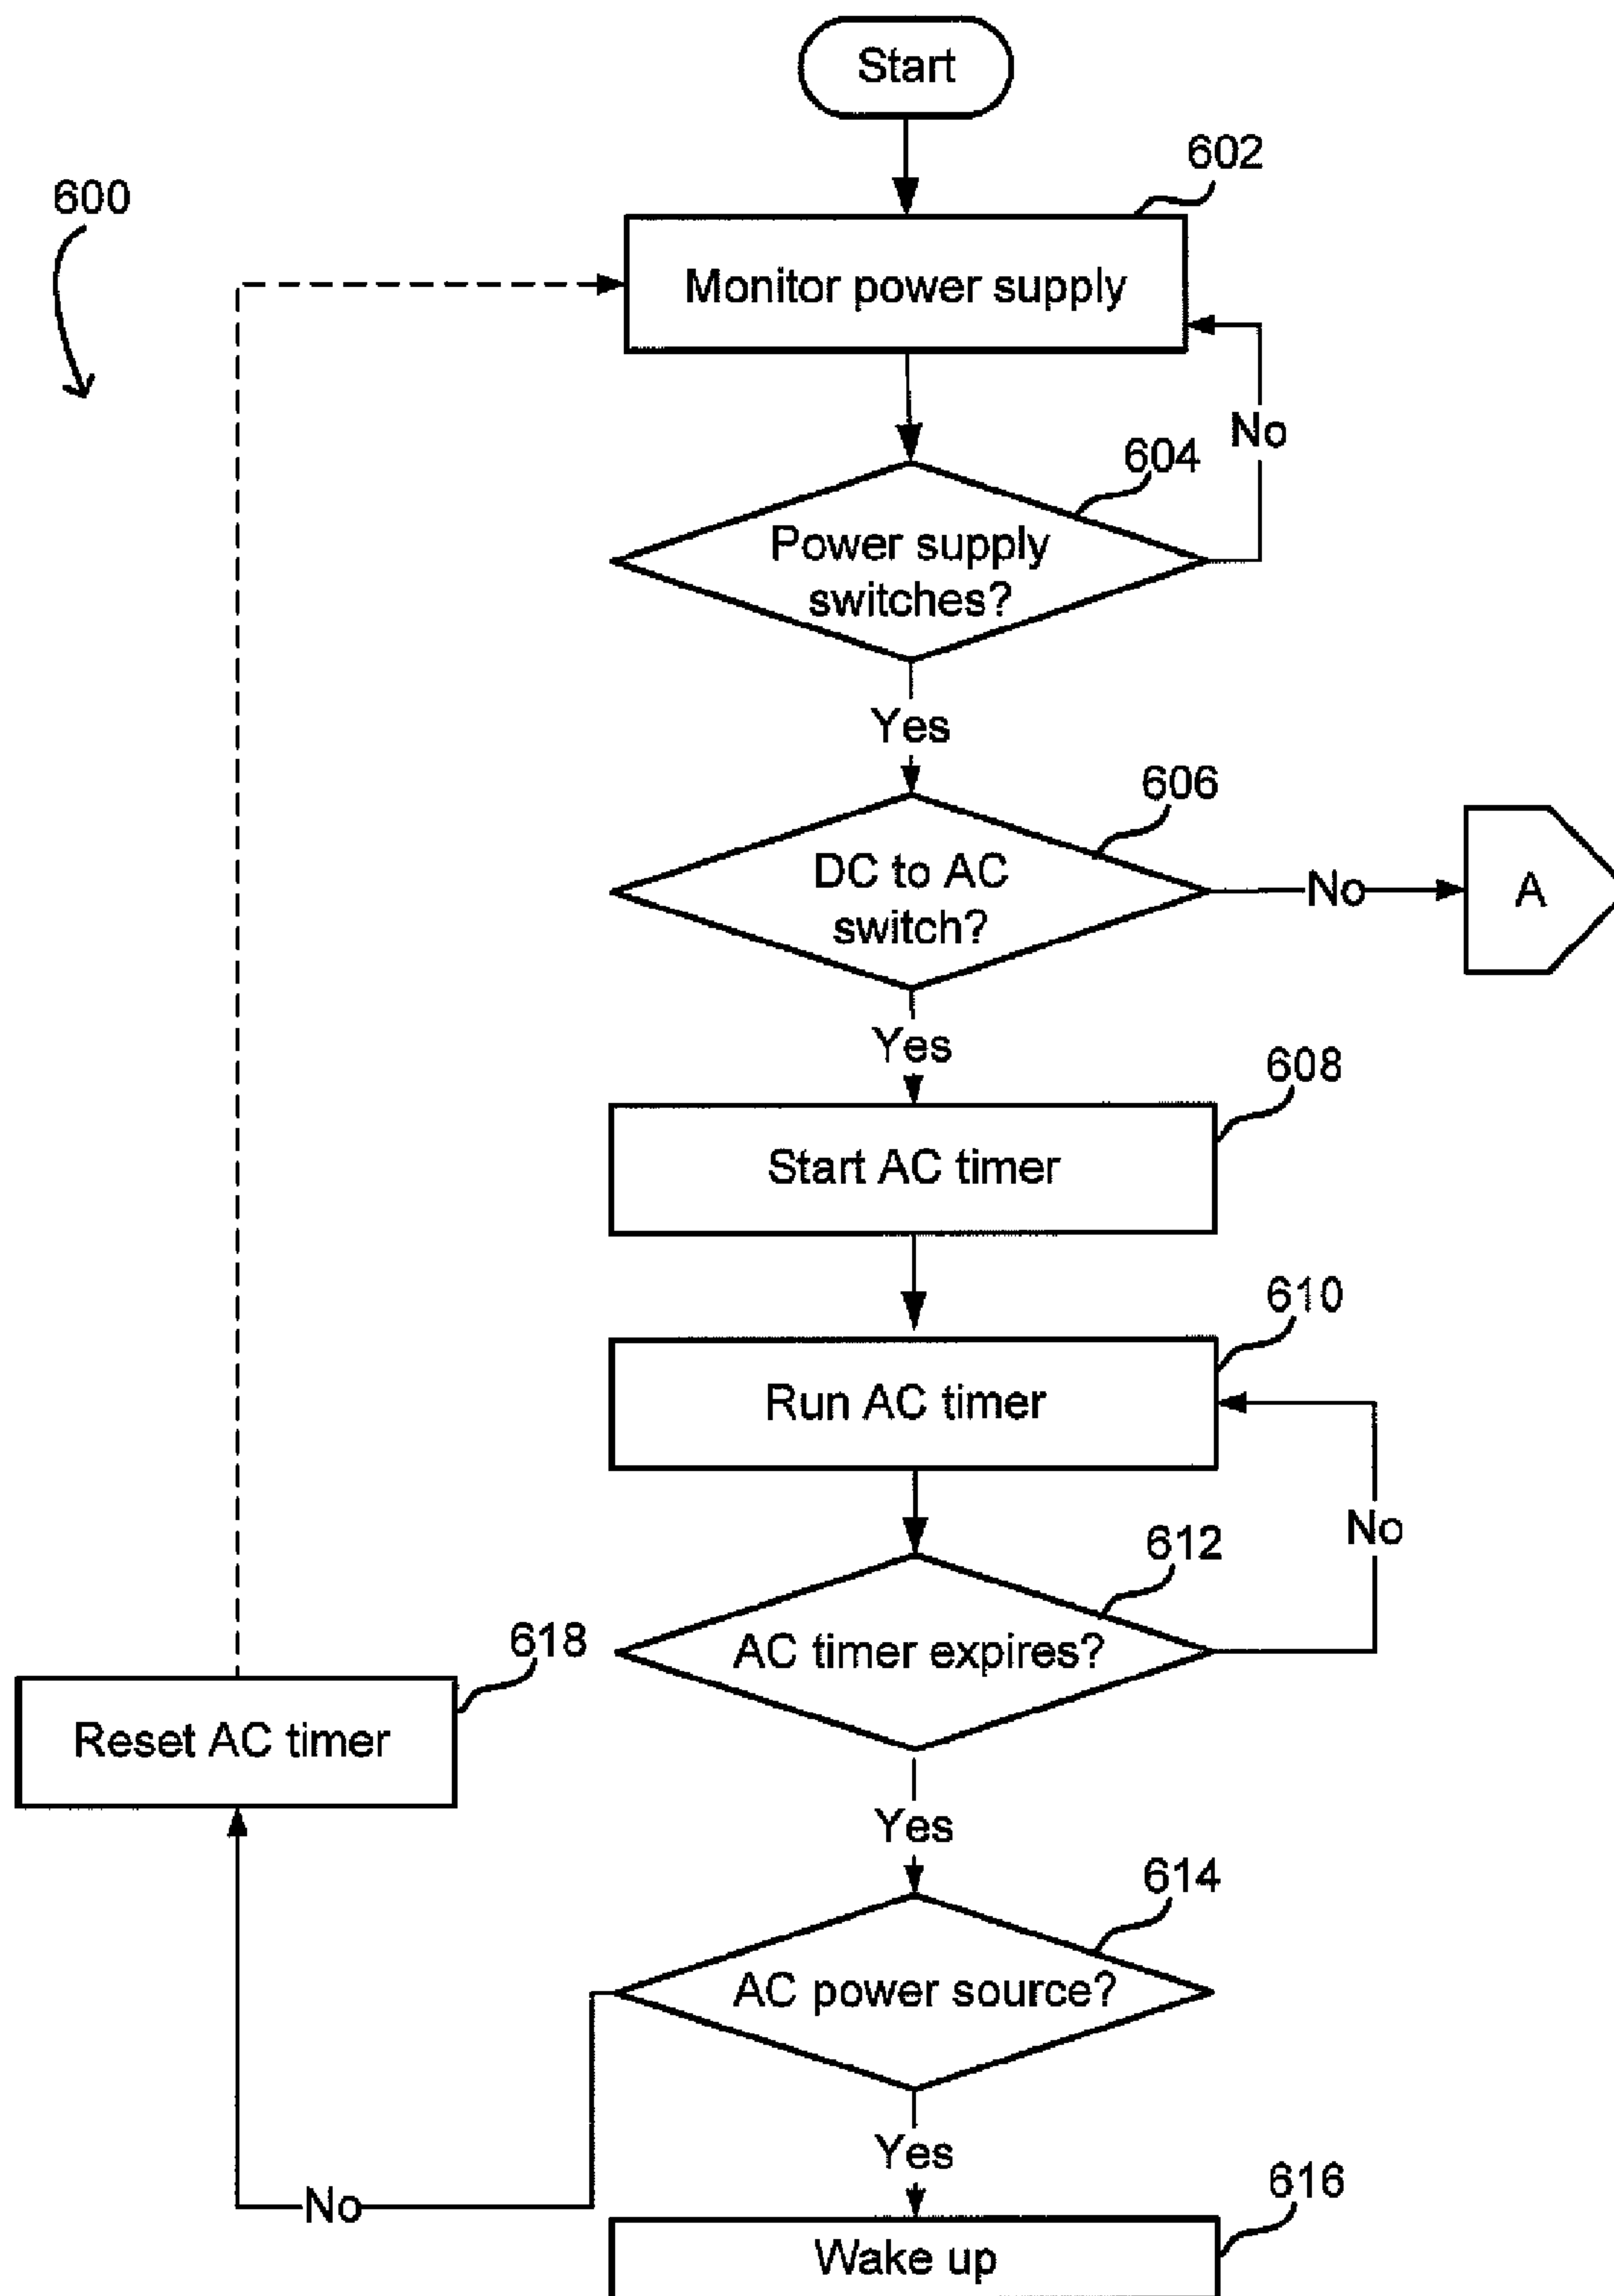 Start
602
600
Monitor power supply
No
604
Power supply
switches?
Yes
606
DC to AC
switch?
No
A
Yes
608
Start AC timer
610
Run AC timer
No
612
AC timer expires?
618
Reset AC timer
Yes
614
AC power source?
Yes
616
No
Wake up